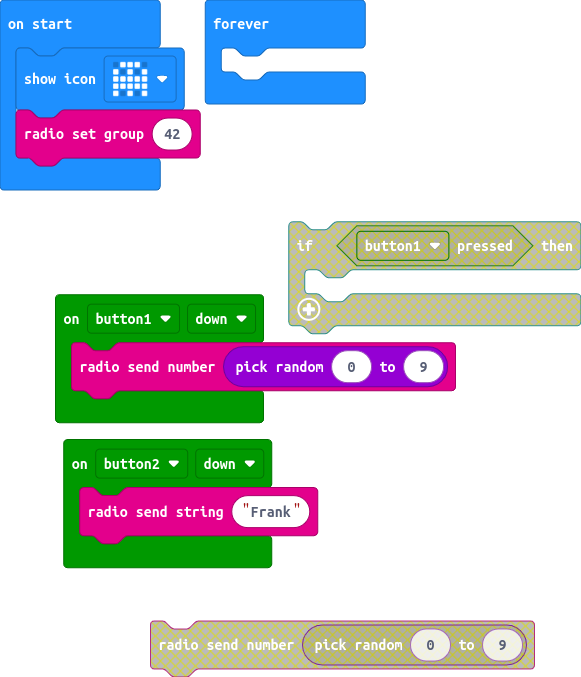 on start
forever
show icon
radio set group 42
if button1 pressed then
on button1 down
radio send number pick random 0 to 9
on button2 down
radio send string "Frank"
radio send number pick random 0 to 9